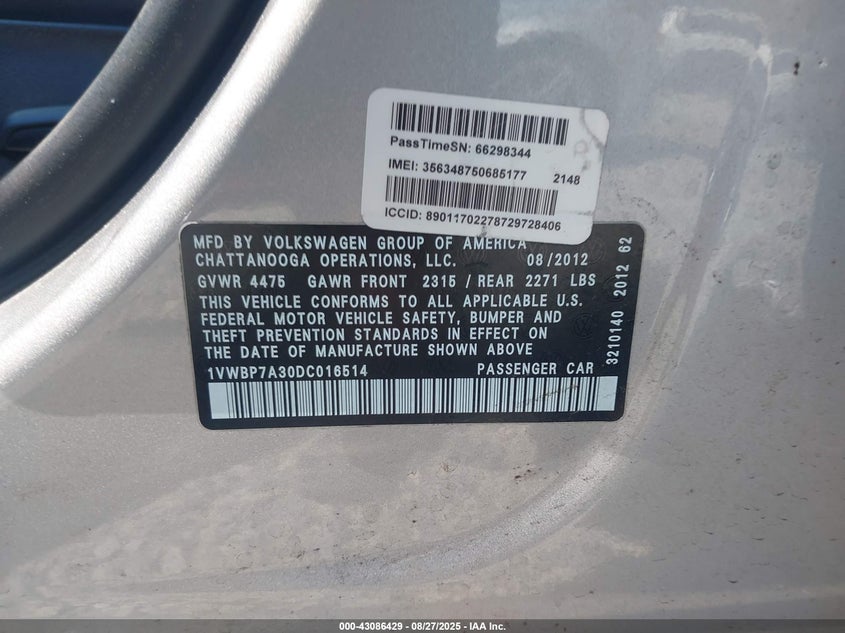 PassTimeSN: 66298344
IMEI: 356348750685177 2148
ICCID: 89011702278729728406
MFD BY VOLKSWAGEN GROUP OF AMERICA
CHATTANOOGA OPERATIONS, LLC. 08/2012
GVWR 4475 GAWR FRONT 2315 / REAR 2271 LBS
THIS VEHICLE CONFORMS TO ALL APPLICABLE U.S.
FEDERAL MOTOR VEHICLE SAFETY, BUMPER AND
THEFT PREVENTION STANDARDS IN EFFECT ON
THE DATE OF MANUFACTURE SHOWN ABOVE
1VWBP7A30DC016514 PASSENGER CAR
3210140 2012 62
000-43086429 - 08/27/2025 - IAA Inc.